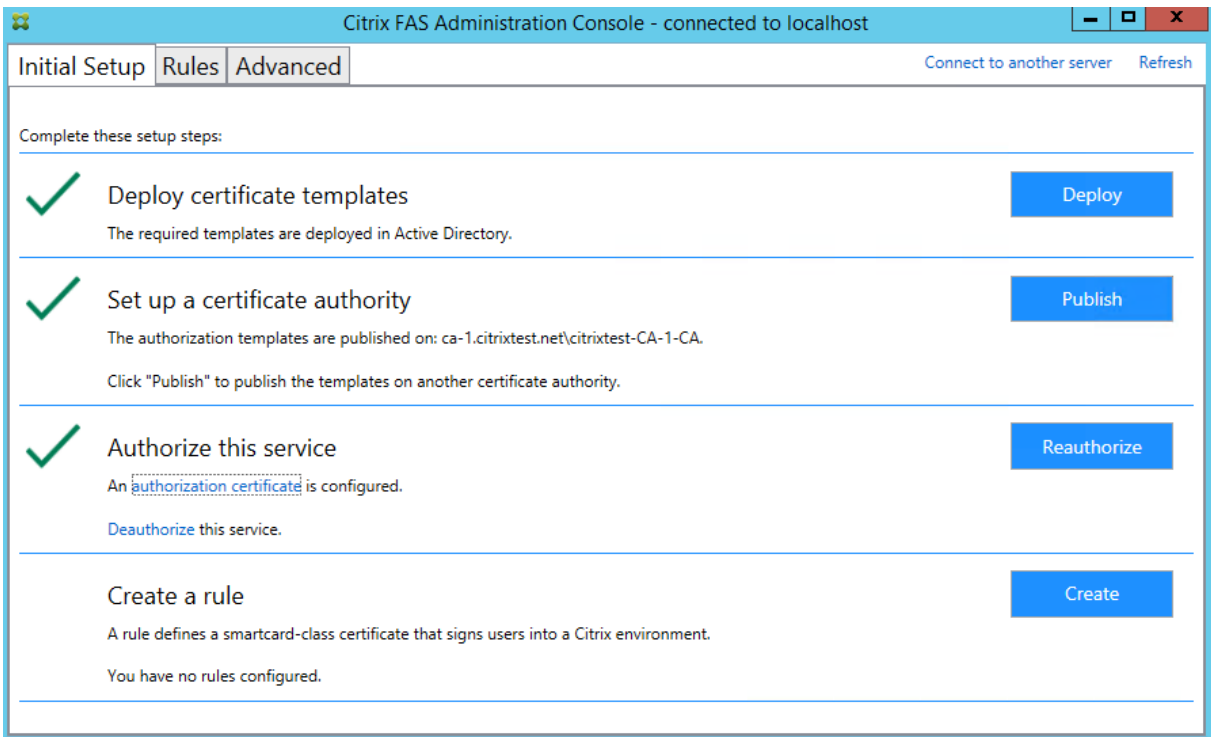 Citrix FAS Administration Console - connected to localhost
Initial Setup Rules Advanced Connect to another server Refresh
Complete these setup steps:
Deploy certificate templates Deploy
The required templates are deployed in Active Directory.
Set up a certificate authority Publish
The authorization templates are published on: ca-1.citrixtest.net\citrixtest-CA-1-CA.
Click "Publish" to publish the templates on another certificate authority.
Authorize this service Reauthorize
An authorization certificate is configured.
Deauthorize this service.
Create a rule Create
A rule defines a smartcard-class certificate that signs users into a Citrix environment.
You have no rules configured.